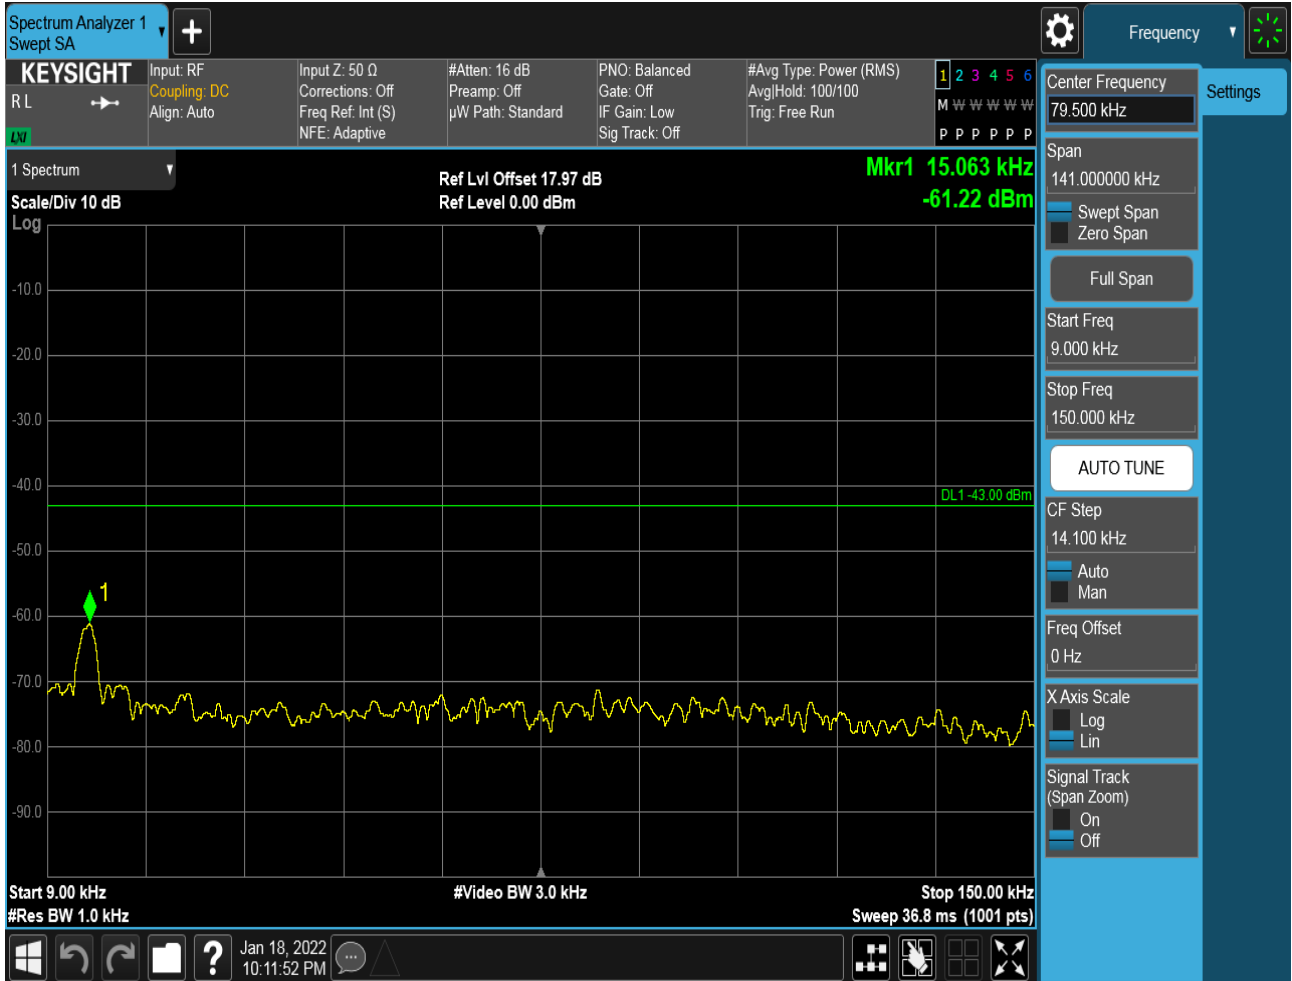 Spectrum Analyzer 1
Swept SA
Frequency
KEYSIGHT
R L
LXI
Input: RF
Coupling: DC
Align: Auto
Input Z: 50 Ω
Corrections: Off
Freq Ref: Int (S)
NFE: Adaptive
#Atten: 16 dB
Preamp: Off
µW Path: Standard
PNO: Balanced
Gate: Off
IF Gain: Low
Sig Track: Off
#Avg Type: Power (RMS)
Avg|Hold: 100/100
Trig: Free Run
1 2 3 4 5 6
M W W W W W
P P P P P P
1 Spectrum
Scale/Div 10 dB
Log
Ref Lvl Offset 17.97 dB
Ref Level 0.00 dBm
Mkr1 15.063 kHz
-61.22 dBm
-10.0
-20.0
-30.0
-40.0
DL1 -43.00 dBm
-50.0
1
-60.0
-70.0
-80.0
-90.0
Start 9.00 kHz
#Video BW 3.0 kHz
Stop 150.00 kHz
#Res BW 1.0 kHz
Sweep 36.8 ms (1001 pts)
?
Jan 18, 2022
10:11:52 PM
Center Frequency
79.500 kHz
Settings
Span
141.000000 kHz
Swept Span
Zero Span
Full Span
Start Freq
9.000 kHz
Stop Freq
150.000 kHz
AUTO TUNE
CF Step
14.100 kHz
Auto
Man
Freq Offset
0 Hz
X Axis Scale
Log
Lin
Signal Track
(Span Zoom)
On
Off